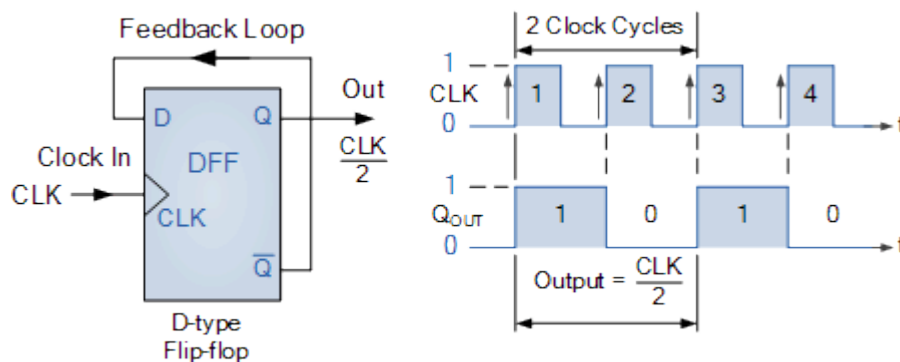 Feedback Loop
D
Q
Out
CLK
2
Clock In
DFF
CLK
CLK
Q̅
D-type
Flip-flop
2 Clock Cycles
1
CLK
0
1
2
3
4
t
1
QOUT
0
1
0
1
0
t
Output = CLK
2